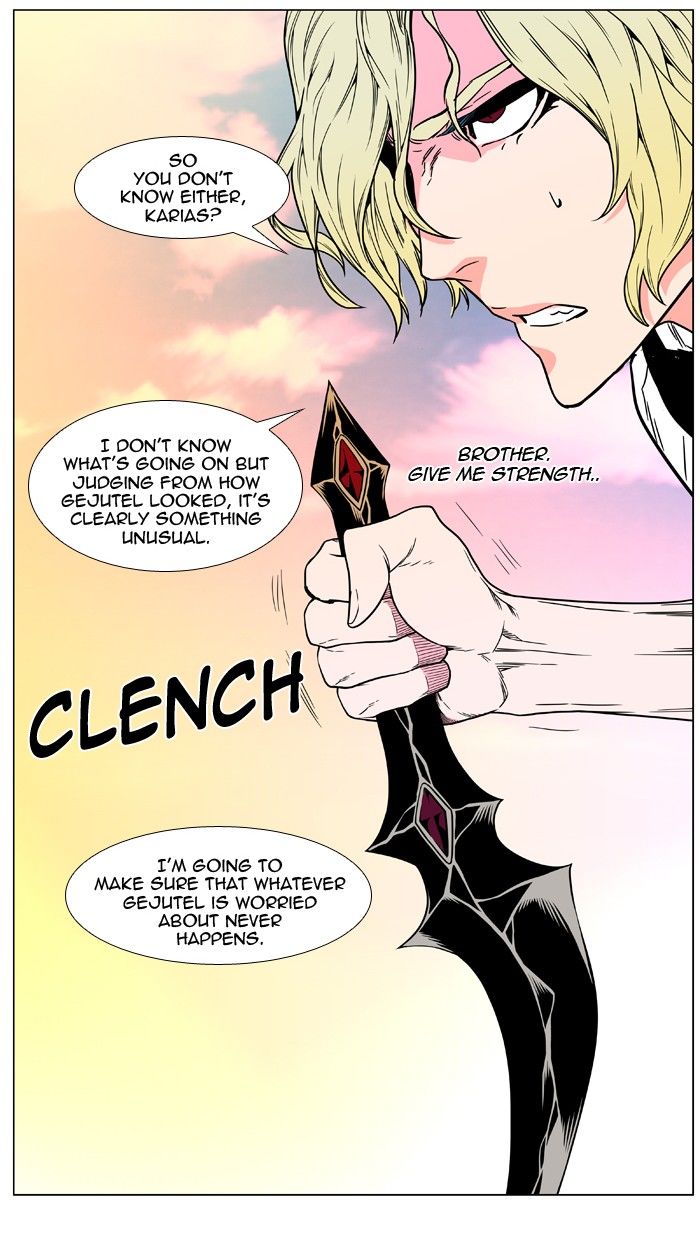 SO
YOU DON'T
KNOW EITHER,
KARIAS?
I DON'T KNOW
WHAT'S GOING ON BUT
JUDGING FROM HOW
GEJUTEL LOOKED, IT'S
CLEARLY SOMETHING
UNUSUAL.
BROTHER.
GIVE ME STRENGTH..
CLENCH
I'M GOING TO
MAKE SURE THAT WHATEVER
GEJUTEL IS WORRIED
ABOUT NEVER
HAPPENS.